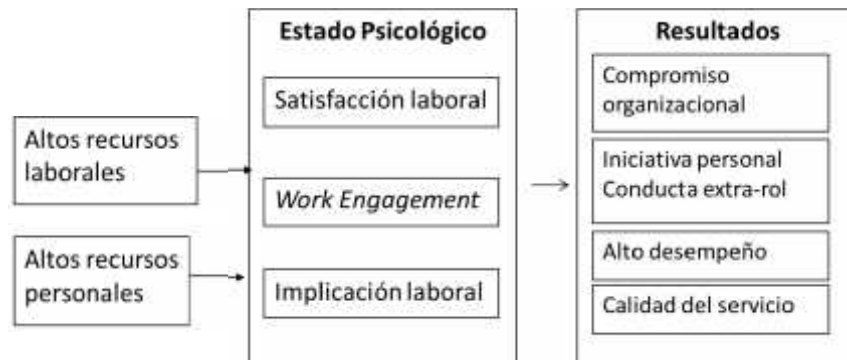 Altos recursos
laborales
Altos recursos
personales
Estado Psicológico
Satisfacción laboral
Work Engagement
Implicación laboral
Resultados
Compromiso
organizacional
Iniciativa personal
Conducta extra-rol
Alto desempeño
Calidad del servicio